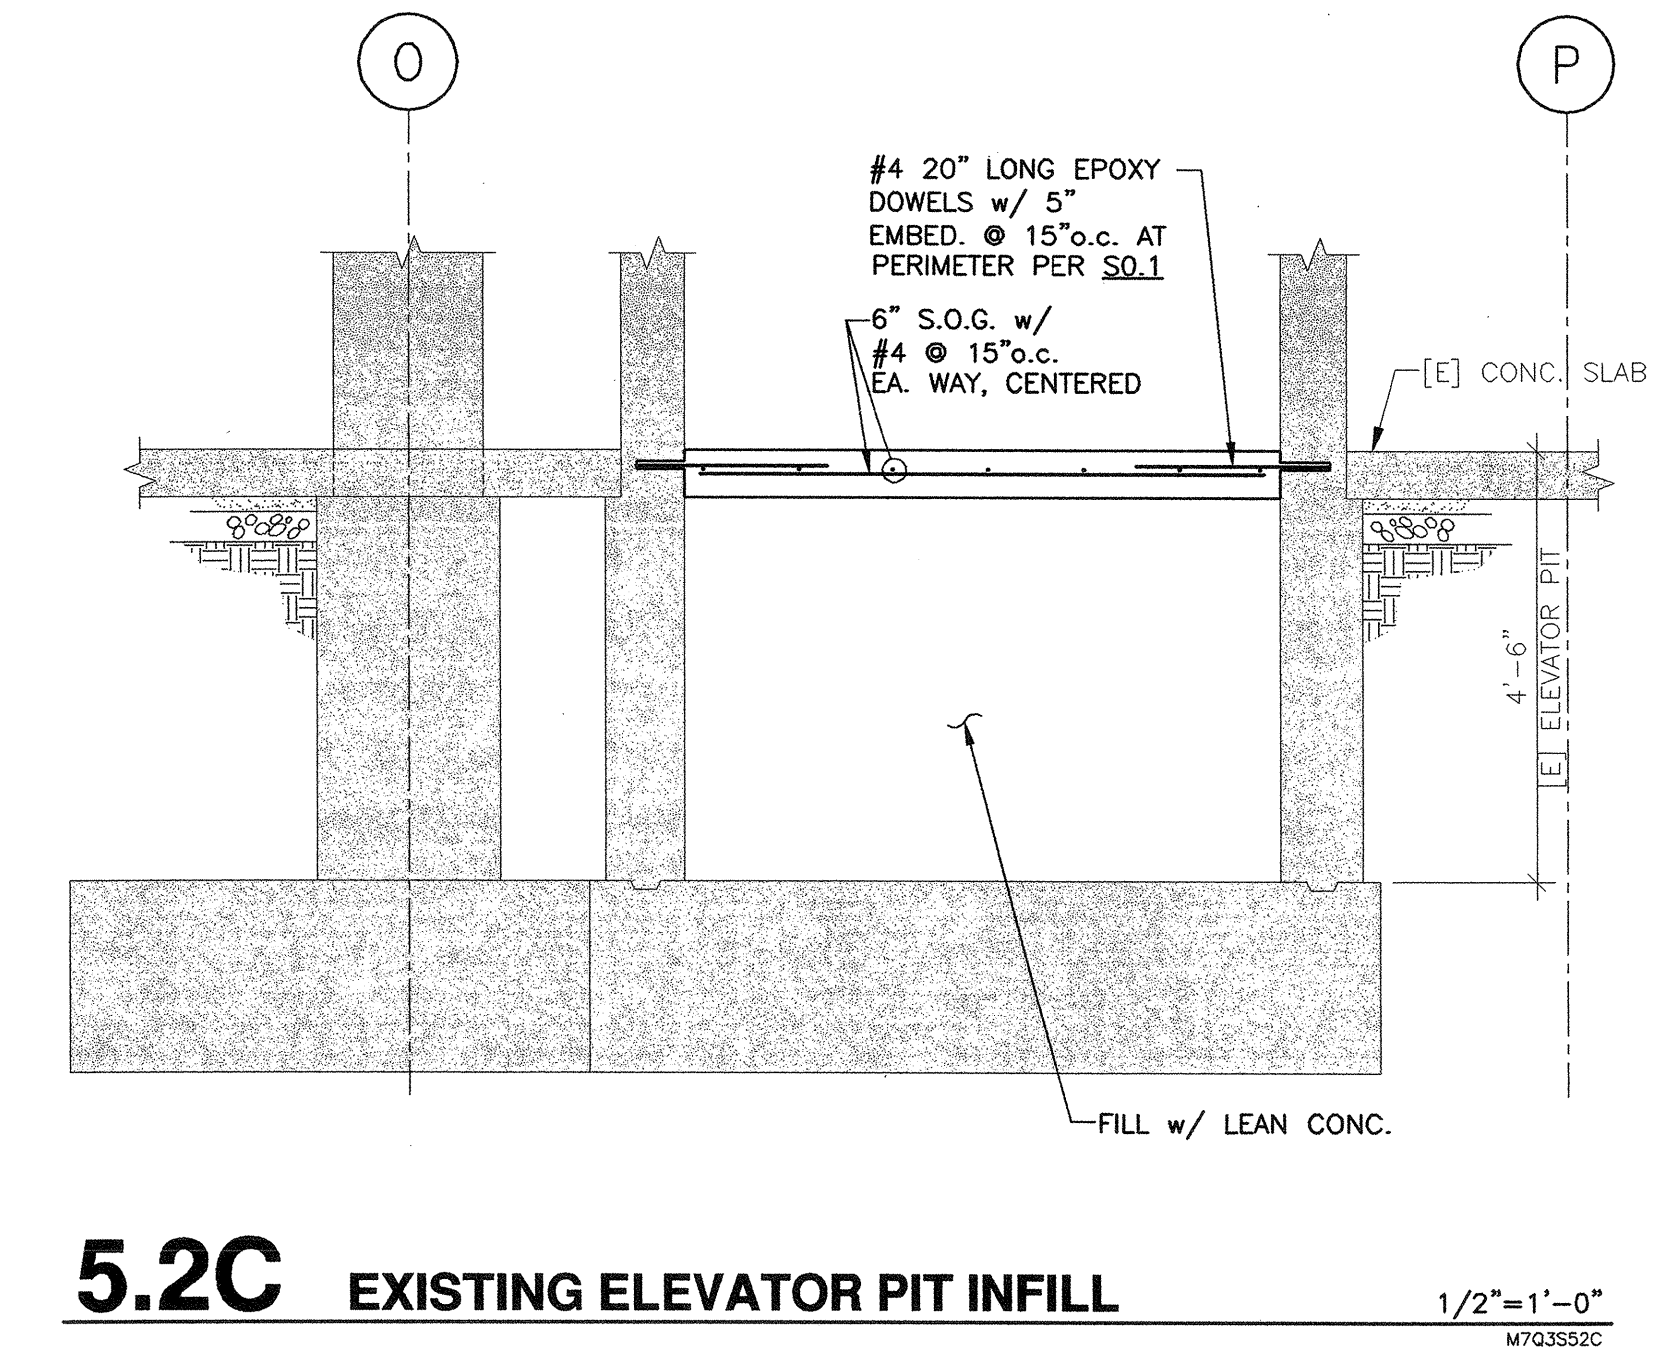 O
P
#4 20" LONG EPOXY
DOWELS w/ 5"
EMBED. @ 15"o.c. AT
PERIMETER PER S0.1
6" S.O.G. w/
#4 @ 15"o.c.
EA. WAY, CENTERED
[E] CONC. SLAB
4'-6"
[E] ELEVATOR PIT
FILL w/ LEAN CONC.
5.2C EXISTING ELEVATOR PIT INFILL 1/2"=1'-0"
M7Q3S52C